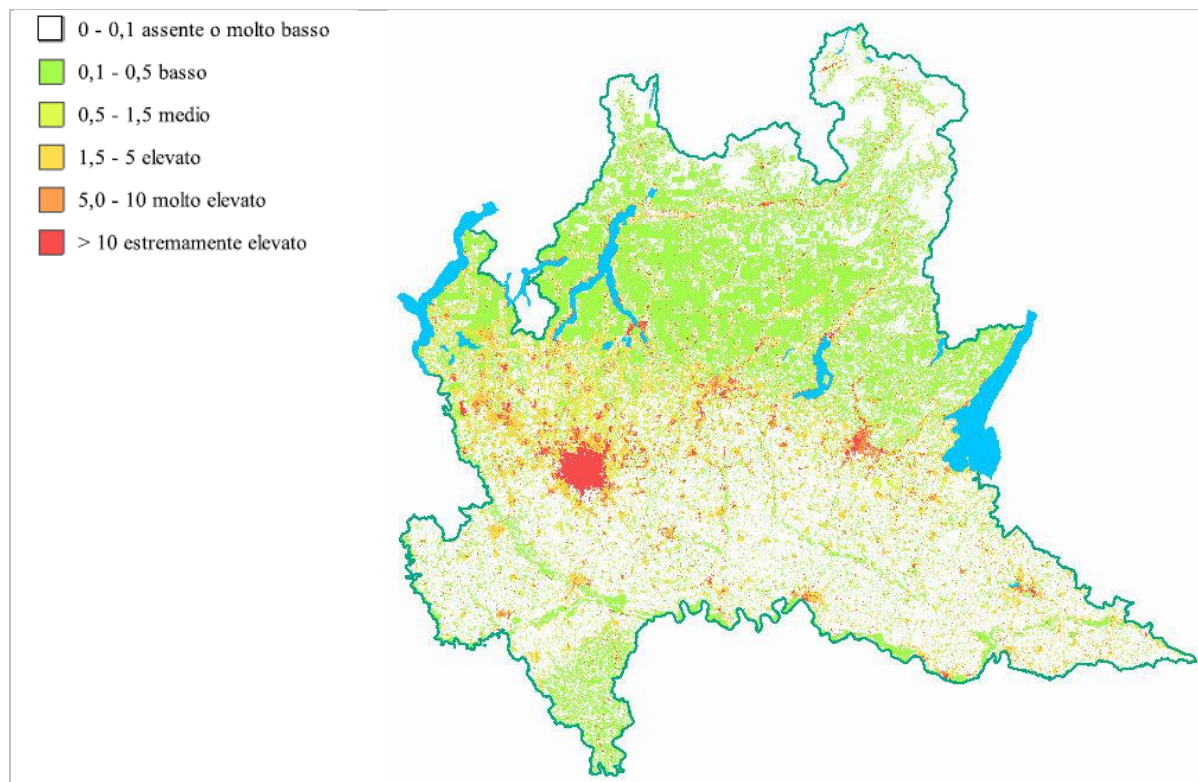 0 - 0,1 assente o molto basso
0,1 - 0,5 basso
0,5 - 1,5 medio
1,5 - 5 elevato
5,0 - 10 molto elevato
> 10 estremamente elevato